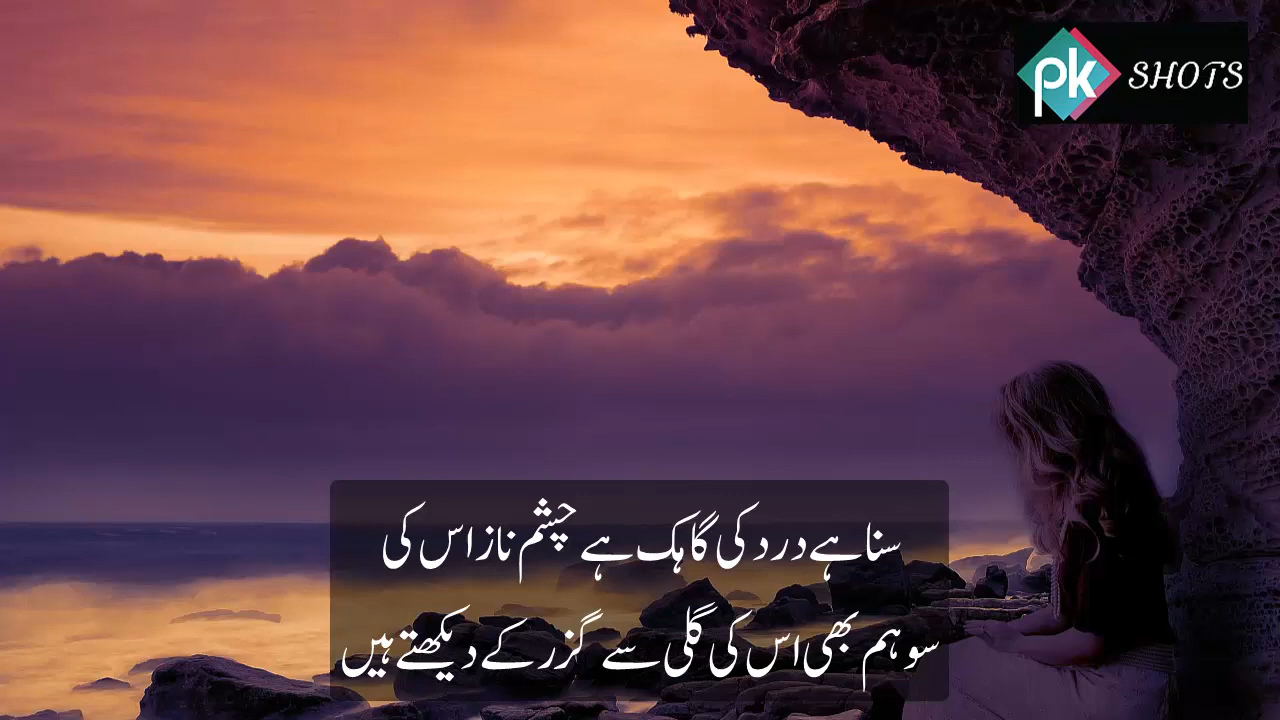 pk SHOTS
سنا ہے درد کی گاہک ہے چشم ناز اس کی
سو ہم بھی اس کی گلی سے گزر کے دیکھتے ہیں